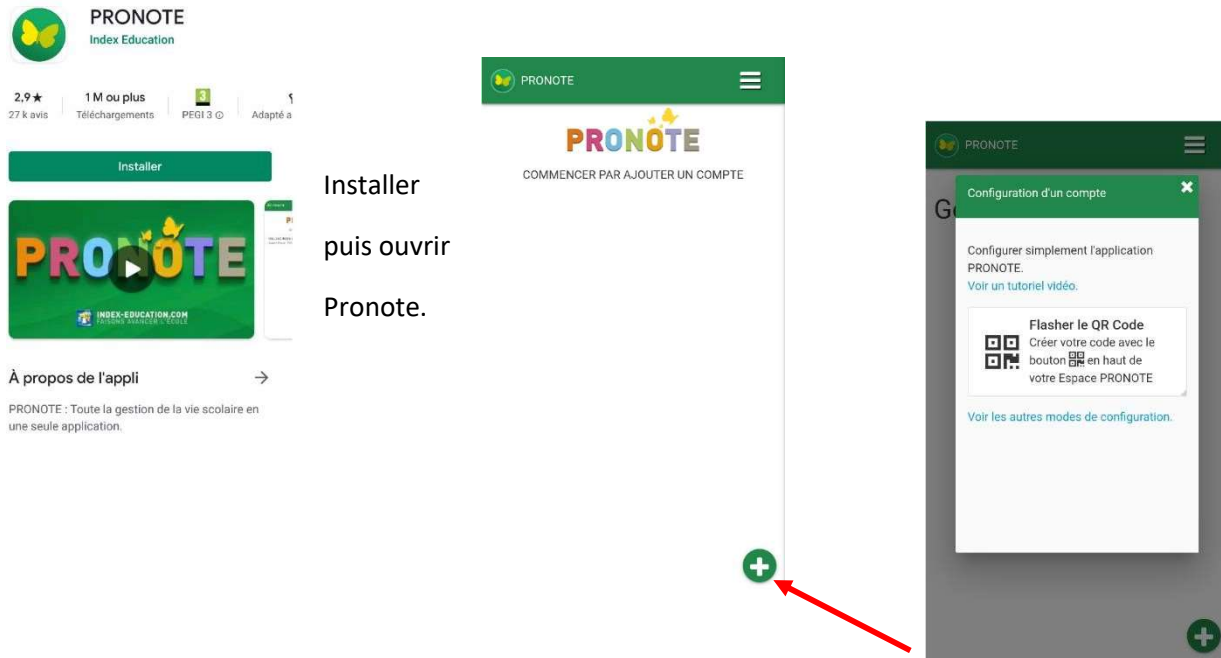 PRONOTE
Index Education
2,9★
27 k avis
1 M ou plus
Téléchargements
3
PEGI 3
Adapté a
Installer
PRONOTE
INDEX-EDUCATION.COM
FAISONS AVANCER L'ÉCOLE
À propos de l'appli
PRONOTE : Toute la gestion de la vie scolaire en
une seule application.
Installer
puis ouvrir
Pronote.
PRONOTE
PRONOTE
COMMENCER PAR AJOUTER UN COMPTE
PRONOTE
Configuration d'un compte
Configurer simplement l'application
PRONOTE.
Voir un tutoriel vidéo.
Flasher le QR Code
Créer votre code avec le
bouton en haut de
votre Espace PRONOTE
Voir les autres modes de configuration.